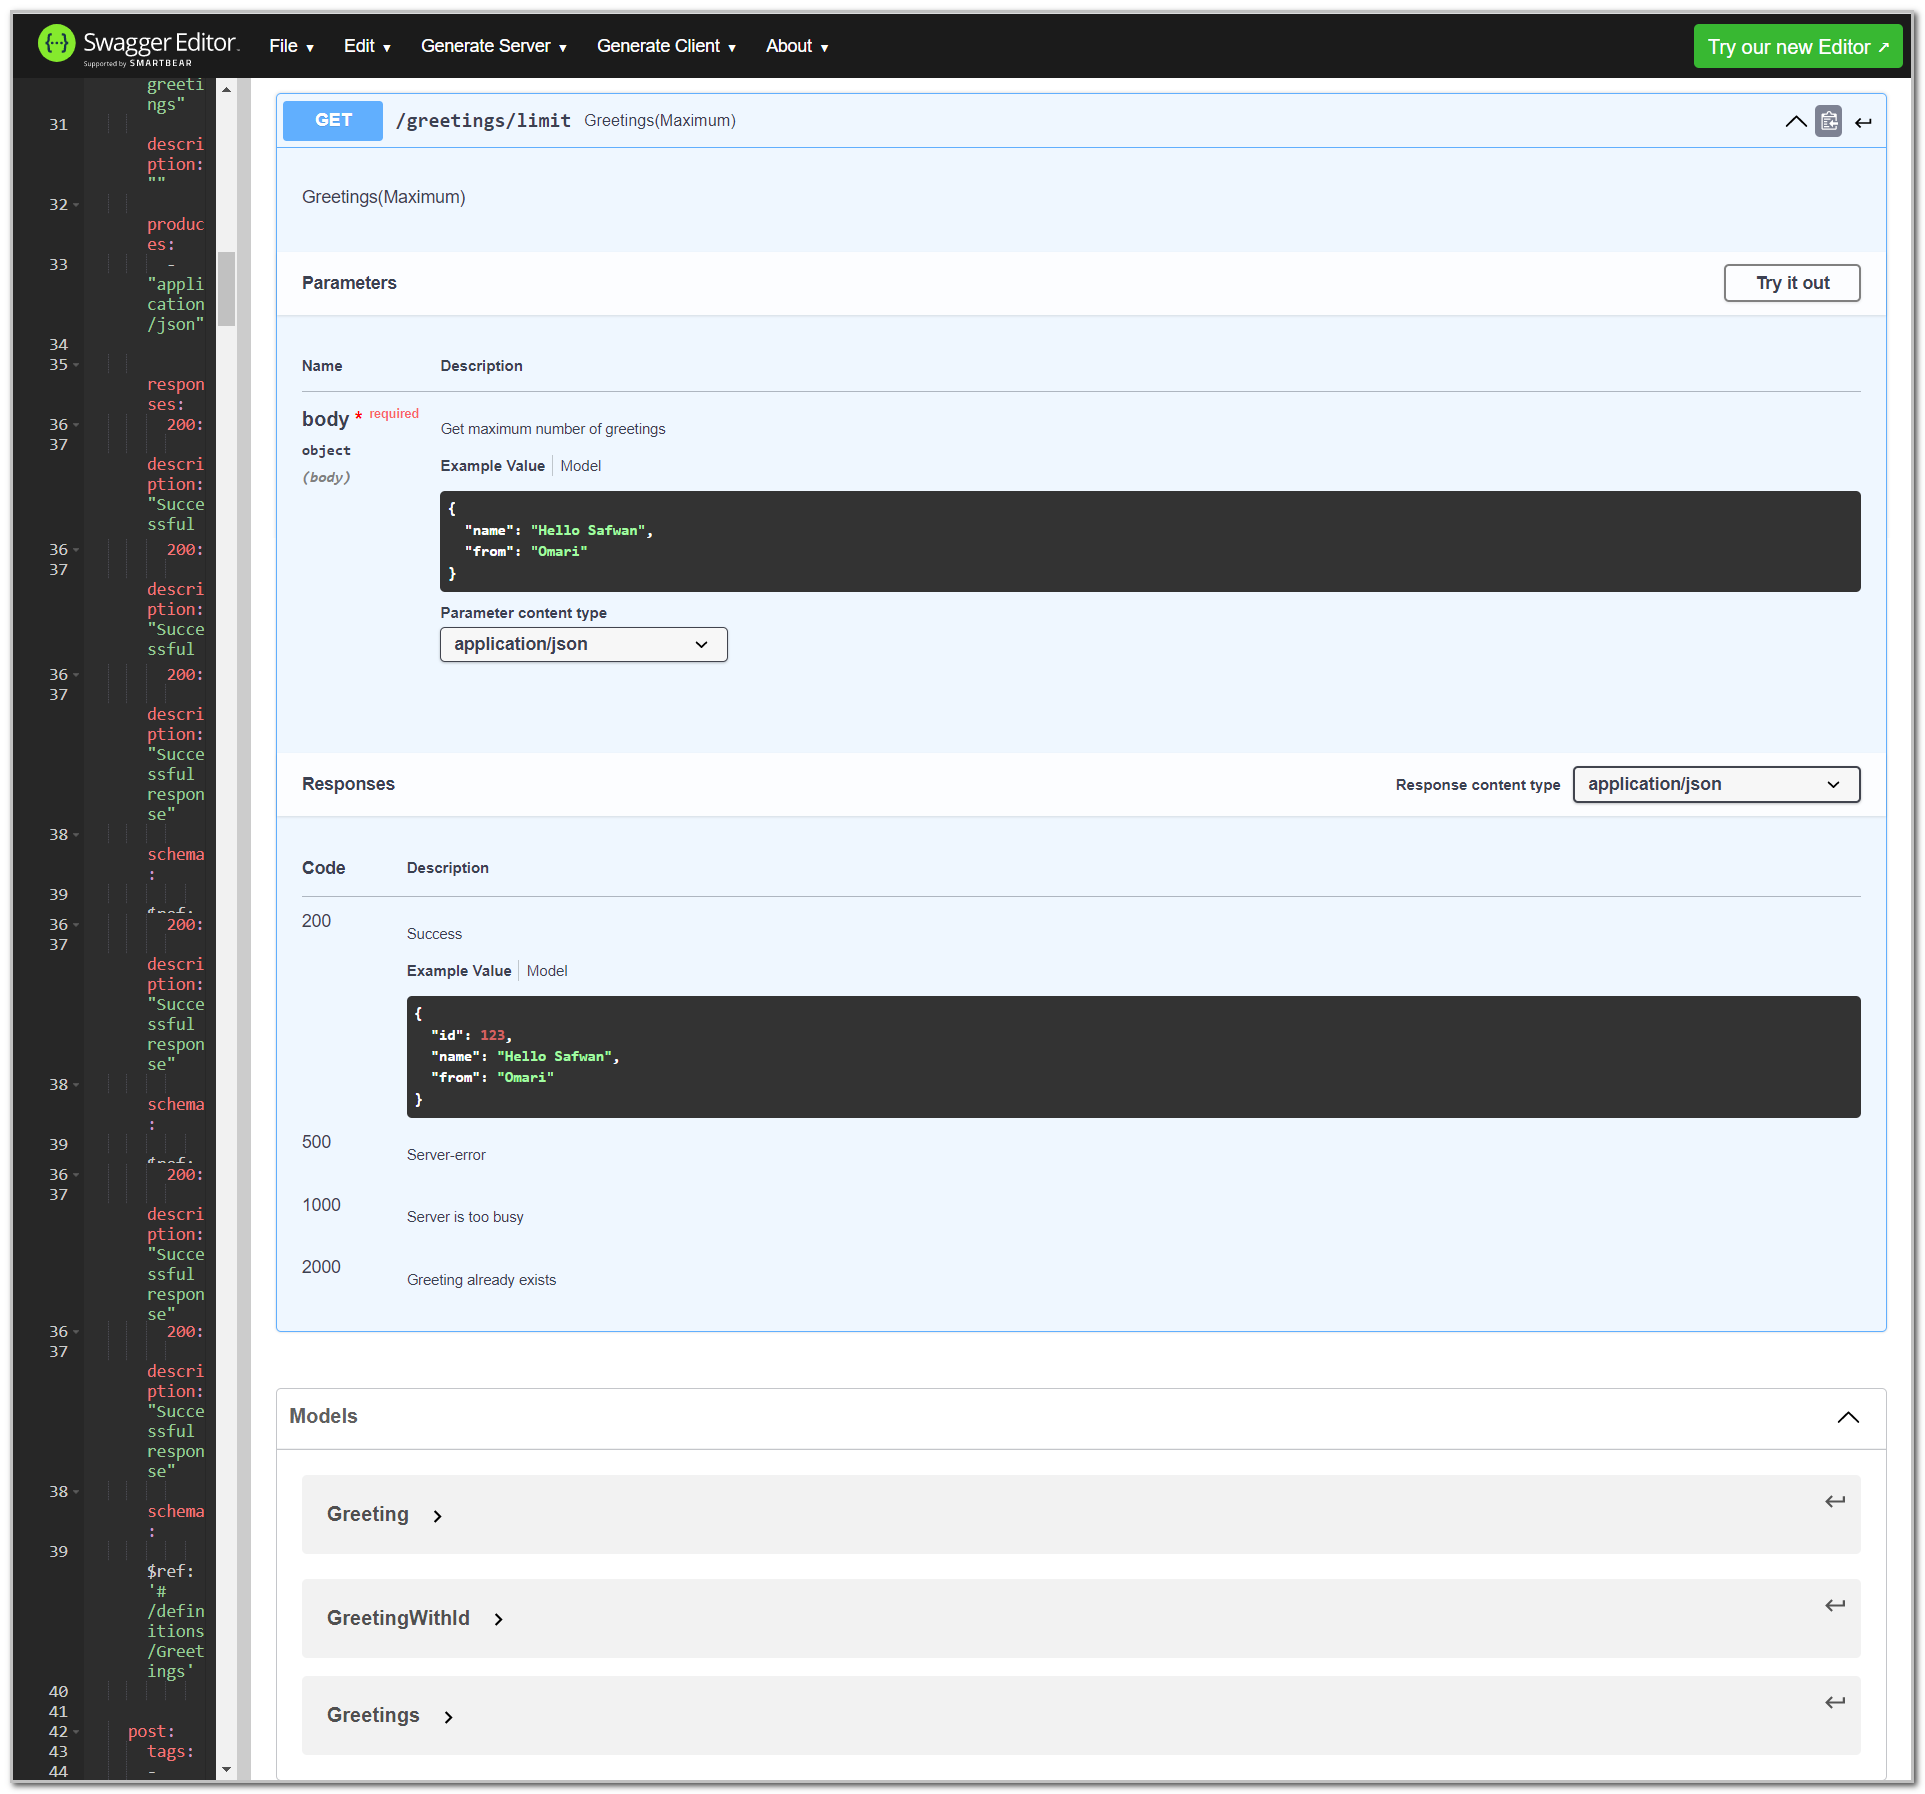 Swagger Editor
Supported by SMARTBEAR
File
Edit
Generate Server
Generate Client
About
Try our new Editor
greeti
ngs"
31
descri
ption:
""
32
produc
es:
33
-
"appli
cation
/json"
34
35
respon
ses:
36 200:
37
descri
ption:
"Succe
ssful
36 200:
37
descri
ption:
"Succe
ssful
36 200:
37
descri
ption:
"Succe
ssful
respon
se"
38
schema
:
39
$ref:
36 200:
37
descri
ption:
"Succe
ssful
respon
se"
38
schema
:
39
$ref:
36 200:
37
descri
ption:
"Succe
ssful
respon
se"
36 200:
37
descri
ption:
"Succe
ssful
respon
se"
38
schema
:
39
$ref:
'#
/defin
itions
/Greet
ings'
40
41
42 post:
43 tags:
44 -
GET /greetings/limit Greetings(Maximum)
Greetings(Maximum)
Parameters
Try it out
Name Description
body * required
object
(body)
Get maximum number of greetings
Example Value Model
{
"name": "Hello Safwan",
"from": "Omari"
}
Parameter content type
application/json
Responses
Response content type application/json
Code Description
200
Success
Example Value Model
{
"id": 123,
"name": "Hello Safwan",
"from": "Omari"
}
500
Server-error
1000
Server is too busy
2000
Greeting already exists
Models
Greeting
GreetingWithId
Greetings